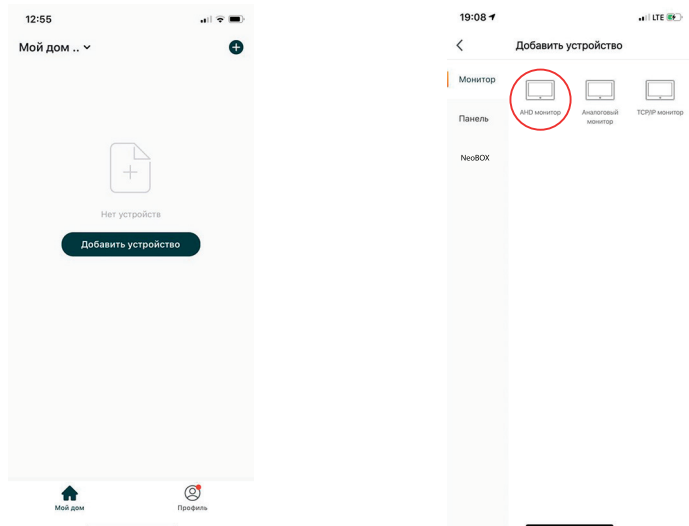 12:55
Мой дом ..
Нет устройств
Добавить устройство
Мой дом
Профиль
19:08
LTE
Добавить устройство
Монитор
Панель
NeoBOX
AHD монитор
Аналоговый
монитор
TCP/IP монитор